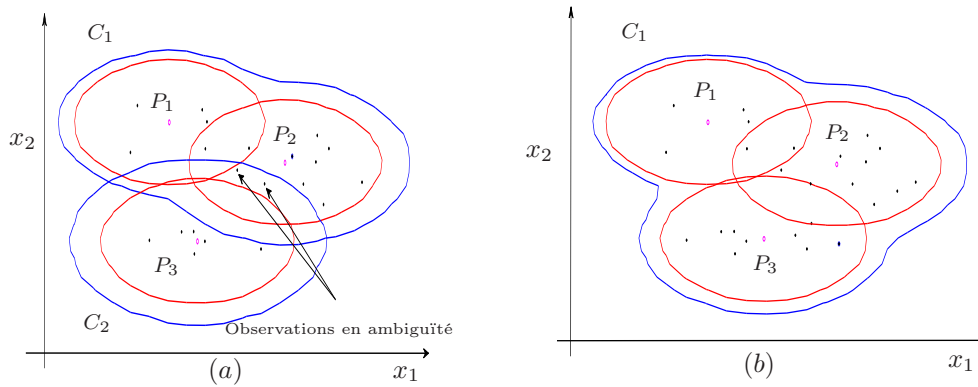 C₁
P₁
P₂
x₂
P₃
C₂
Observations en ambiguïté
x₁
(a)
C₁
P₁
P₂
x₂
P₃
x₁
(b)